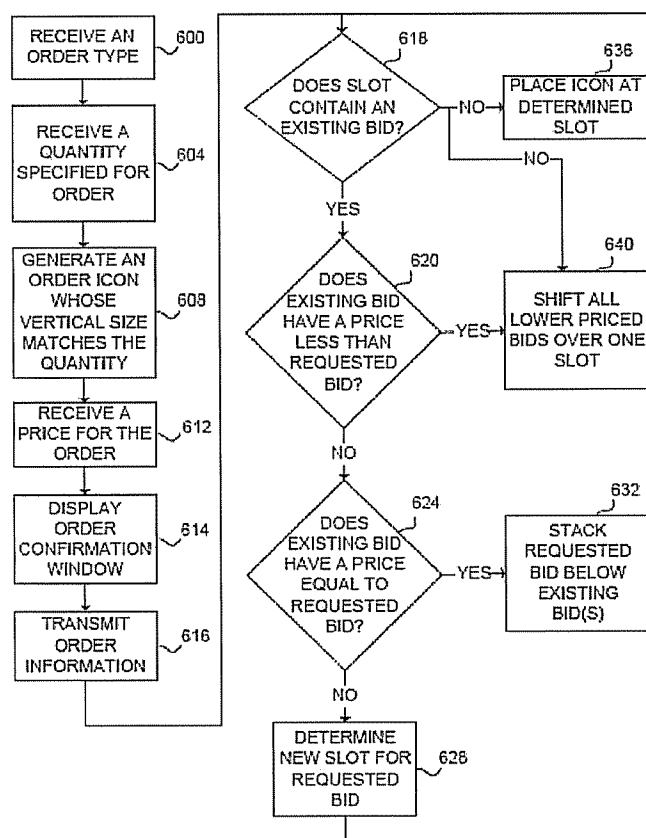 RECEIVE AN
ORDER TYPE
600
RECEIVE A
QUANTITY
SPECIFIED FOR
ORDER
604
GENERATE AN
ORDER ICON
WHOSE
VERTICAL SIZE
MATCHES THE
QUANTITY
608
RECEIVE A
PRICE FOR THE
ORDER
612
DISPLAY
ORDER
CONFIRMATION
WINDOW
614
TRANSMIT
ORDER
INFORMATION
616
618
DOES SLOT
CONTAIN AN
EXISTING BID?
NO
NO
YES
636
PLACE ICON AT
DETERMINED
SLOT
620
DOES
EXISTING BID
HAVE A PRICE
LESS THAN
REQUESTED
BID?
YES
NO
640
SHIFT ALL
LOWER PRICED
BIDS OVER ONE
SLOT
624
DOES
EXISTING BID
HAVE A PRICE
EQUAL TO
REQUESTED
BID?
YES
NO
632
STACK
REQUESTED
BID BELOW
EXISTING
BID(S)
DETERMINE
NEW SLOT FOR
REQUESTED
BID
628